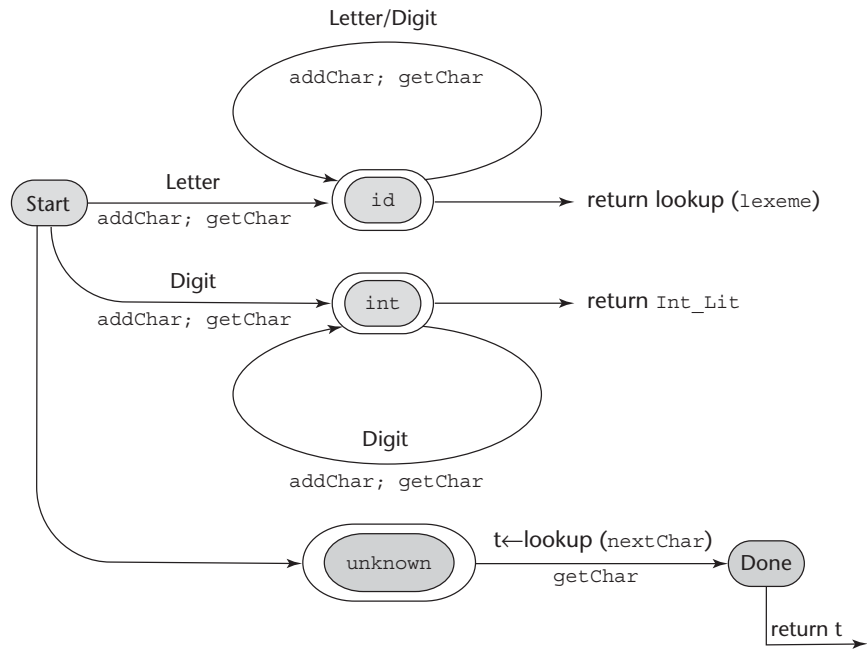 Letter/Digit
addChar; getChar
Letter
Start
id
return lookup (lexeme)
addChar; getChar
Digit
int
return Int_Lit
addChar; getChar
Digit
addChar; getChar
t←lookup (nextChar)
unknown
Done
getChar
return t